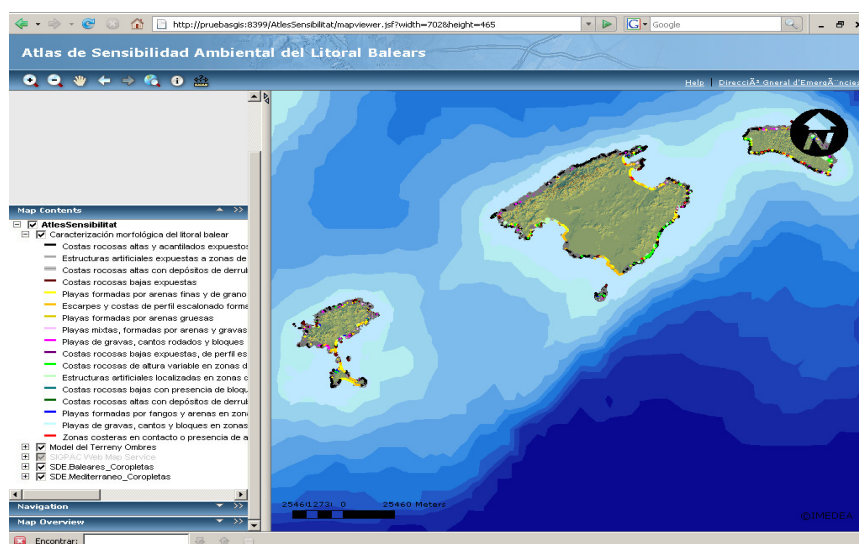 http://pruebasgis:8399/AtlesSensibilitat/mapviewer.jsf?width=702&height=465
G Google
Atlas de Sensibilidad Ambiental del Litoral Balears
Help | DirecciÃ³ Gneral d'EmergÃ¨ncies
Map Contents
AtlesSensibilitat
Caracterización morfológica del litoral balear
Costas rocosas altas y acantilados expuestos
Estructuras artificiales expuestas a zonas de
Costas rocosas altas con depósitos de derrul
Costas rocosas bajas expuestas
Playas formadas por arenas finas y de grano
Escarpes y costas de perfil escalonado forma
Playas formadas por arenas gruesas
Playas mixtas, formadas por arenas y gravas
Playas de gravas, cantos rodados y bloques
Costas rocosas bajas expuestas, de perfil es
Costas rocosas de altura variable en zonas d
Estructuras artificiales localizadas en zonas c
Costas rocosas bajas con presencia de bloqu
Costas rocosas altas con depósitos de derrul
Playas formadas por fangos y arenas en zon
Playas de gravas, cantos y bloques en zonas
Zonas costeras en contacto o presencia de a
Model del Terreny Ombres
SIGPAC Web Map Service
SDE.Baleares_Coropletas
SDE.Mediterraneo_Coropletas
Navigation
Map Overview
N
0 25460 Meters
©IMEDEA
Encontrar: